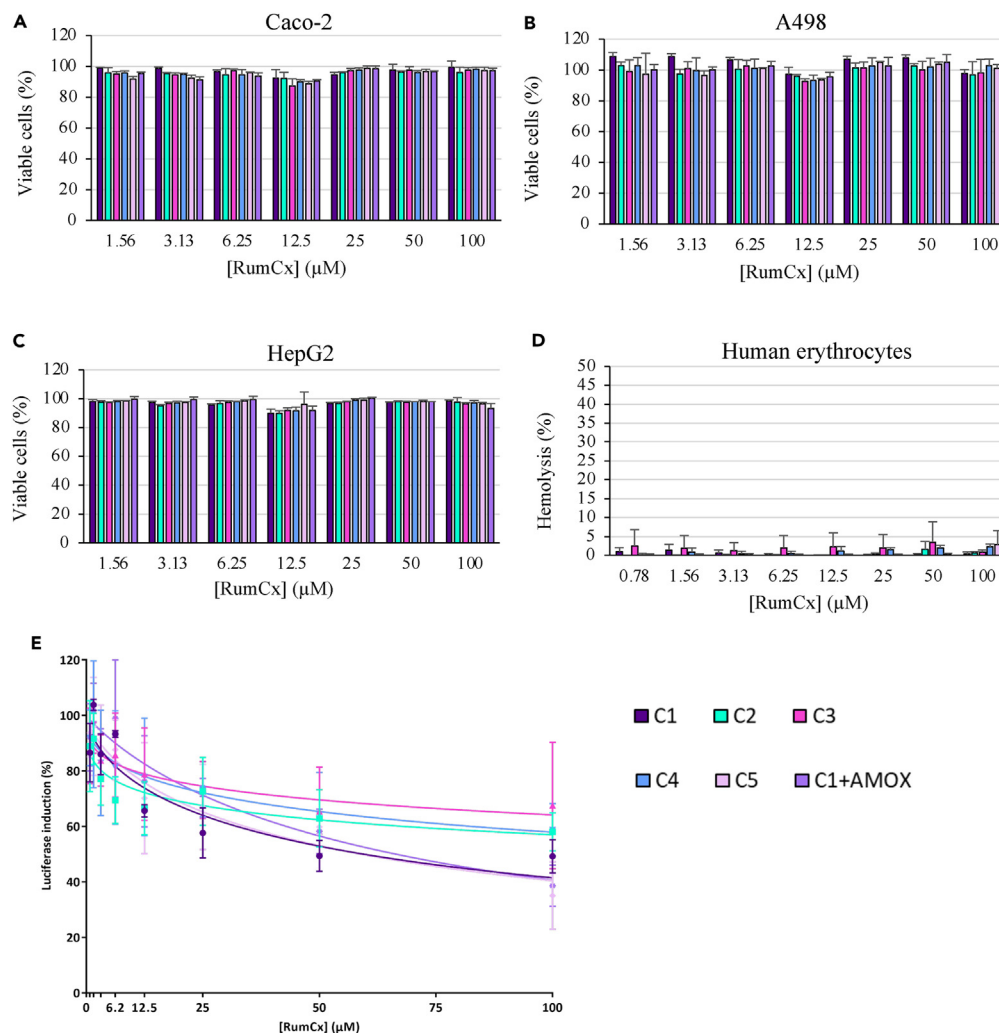 A
Caco-2
120
100
80
60
40
20
0
Viable cells (%)
1.56 3.13 6.25 12.5 25 50 100
[RumCx] (µM)
B
A498
120
100
80
60
40
20
0
Viable cells (%)
1.56 3.13 6.25 12.5 25 50 100
[RumCx] (µM)
C
HepG2
120
100
80
60
40
20
0
Viable cells (%)
1.56 3.13 6.25 12.5 25 50 100
[RumCx] (µM)
D
Human erythrocytes
50
45
40
35
30
25
20
15
10
5
0
Hemolysis (%)
0.78 1.56 3.13 6.25 12.5 25 50 100
[RumCx] (µM)
E
120
100
80
60
40
20
0
Luciferase induction (%)
0 6.2 12.5 25 50 75 100
[RumCx] (µM)
C1 C2 C3
C4 C5 C1+AMOX